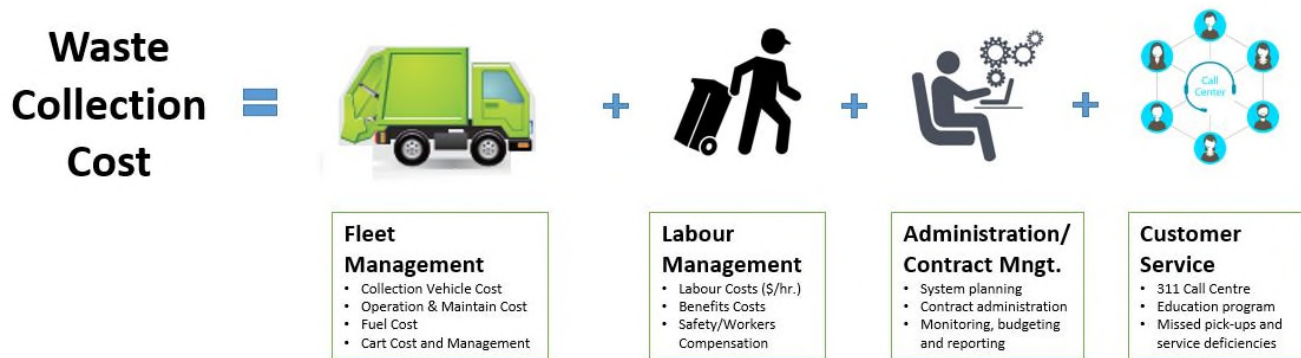 Waste
Collection
Cost
=
+
+
+
Call
Center
Fleet
Management
• Collection Vehicle Cost
• Operation & Maintain Cost
• Fuel Cost
• Cart Cost and Management
Labour
Management
• Labour Costs ($/hr.)
• Benefits Costs
• Safety/Workers
Compensation
Administration/
Contract Mngt.
• System planning
• Contract administration
• Monitoring, budgeting
and reporting
Customer
Service
• 311 Call Centre
• Education program
• Missed pick-ups and
service deficiencies